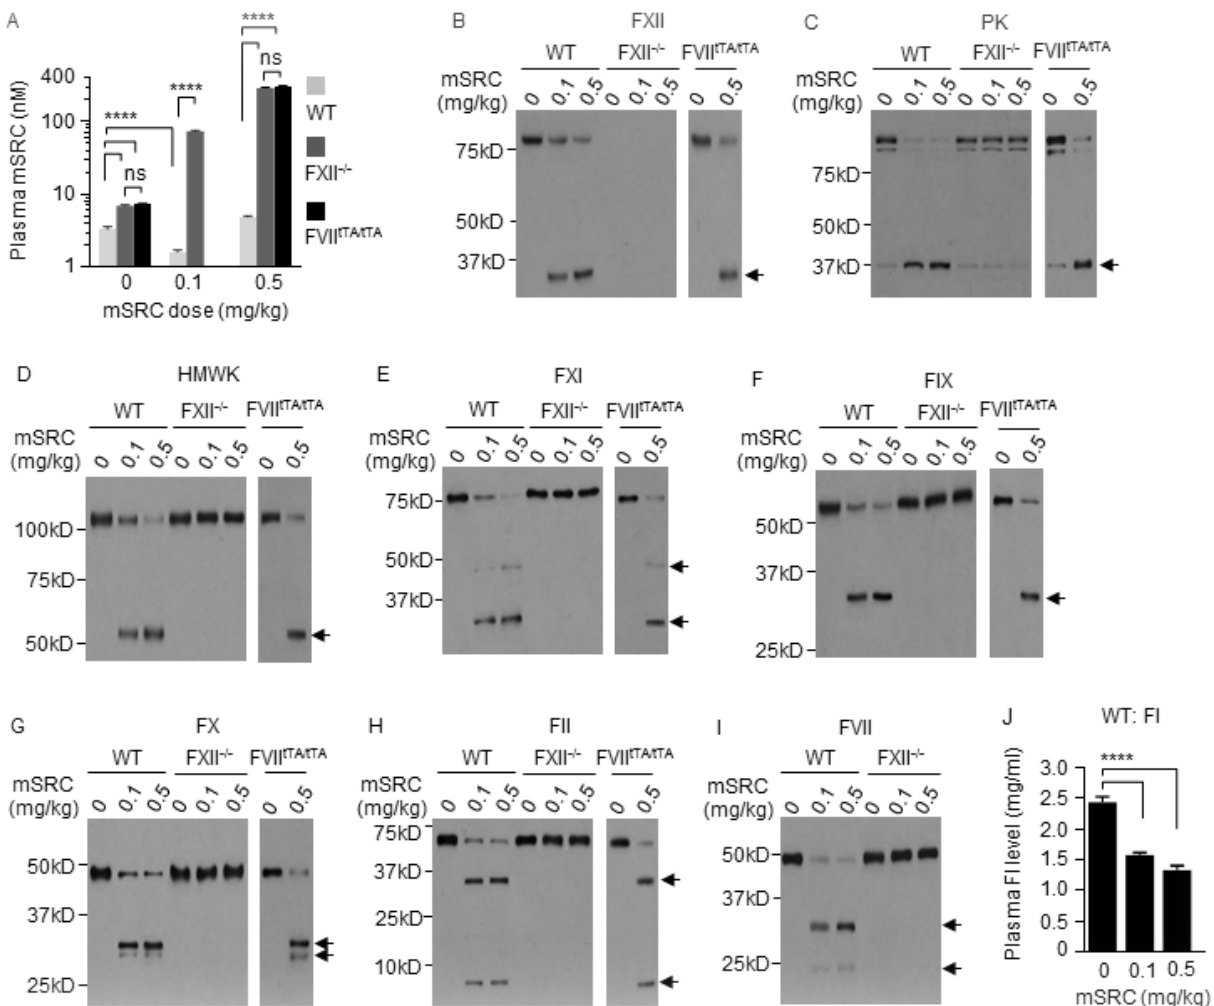 A
Plasma mSRC (nM)
400
100
10
1
****
****
****
ns
ns
WT
FXII-/-
FVIItTA/tTA
0 0.1 0.5
mSRC dose (mg/kg)
B FXII
WT FXII-/- FVIItTA/tTA
mSRC (mg/kg)
0 0.1 0.5 0 0.1 0.5 0 0.5
75kD
50kD
37kD
C PK
WT FXII-/- FVIItTA/tTA
mSRC (mg/kg)
0 0.1 0.5 0 0.1 0.5 0 0.5
75kD
50kD
37kD
D HMWK
WT FXII-/- FVIItTA/tTA
mSRC (mg/kg)
0 0.1 0.5 0 0.1 0.5 0 0.5
100kD
75kD
50kD
E FXI
WT FXII-/- FVIItTA/tTA
mSRC (mg/kg)
0 0.1 0.5 0 0.1 0.5 0 0.5
75kD
50kD
37kD
F FIX
WT FXII-/- FVIItTA/tTA
mSRC (mg/kg)
0 0.1 0.5 0 0.1 0.5 0 0.5
50kD
37kD
25kD
G FX
WT FXII-/- FVIItTA/tTA
mSRC (mg/kg)
0 0.1 0.5 0 0.1 0.5 0 0.5
50kD
37kD
25kD
H FII
WT FXII-/- FVIItTA/tTA
mSRC (mg/kg)
0 0.1 0.5 0 0.1 0.5 0 0.5
75kD
37kD
25kD
10kD
I FVII
WT FXII-/-
mSRC (mg/kg)
0 0.1 0.5 0 0.1 0.5
50kD
37kD
25kD
J WT: FI
Plasma FI level (mg/ml)
3.0
2.5
2.0
1.5
1.0
0.5
0
****
0 0.1 0.5
mSRC (mg/kg)